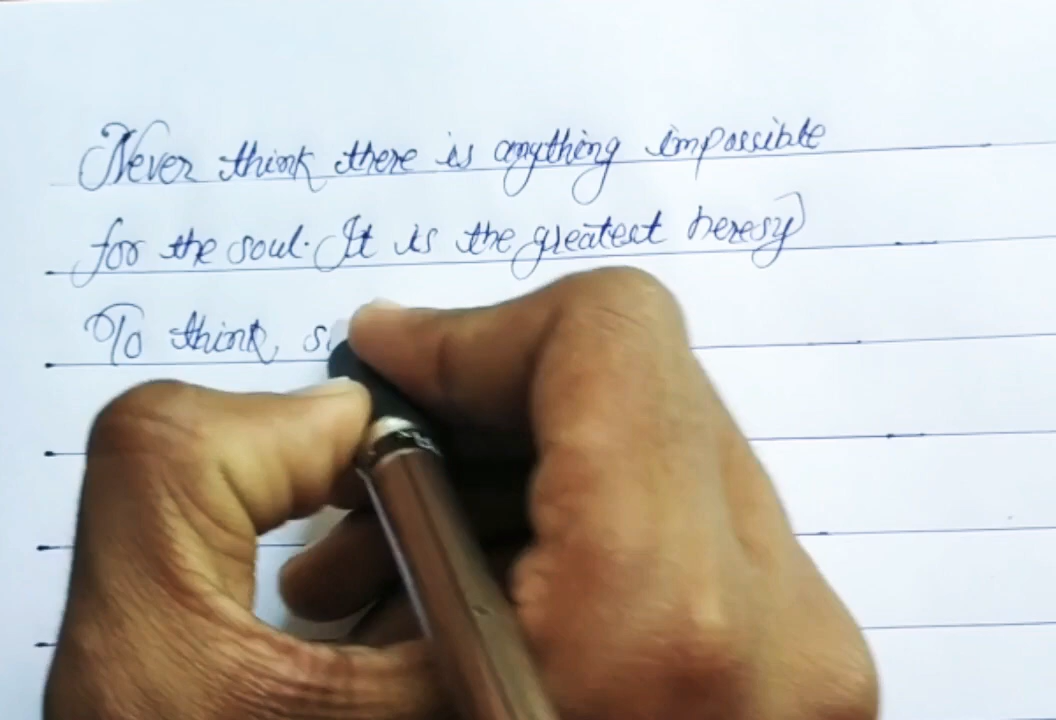 Never think there is anything impossible
for the soul. It is the greatest heresy
To think